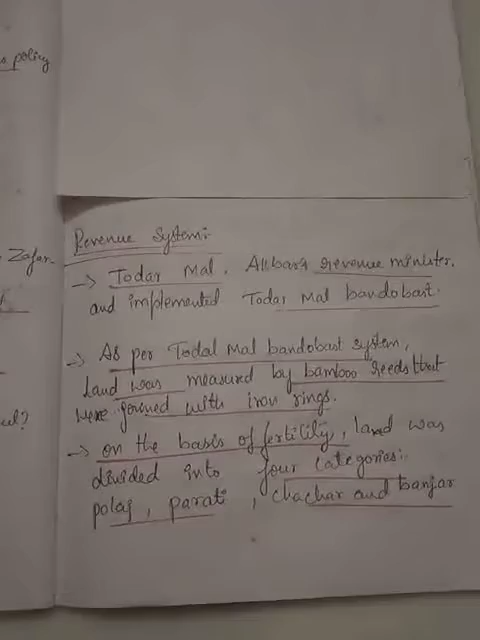 policy
Zafar
Revenue System:-
→ Todar Mal. Akbar's revenue minister.
and implemented Todar Mal bandobast.
→ As per Todal Mal bandobast system,
Land was measured by bamboo reeds that
were joined with iron rings.
→ on the basis of fertility, land was
divided into four categories:-
polaj, parati, chachar and banjar